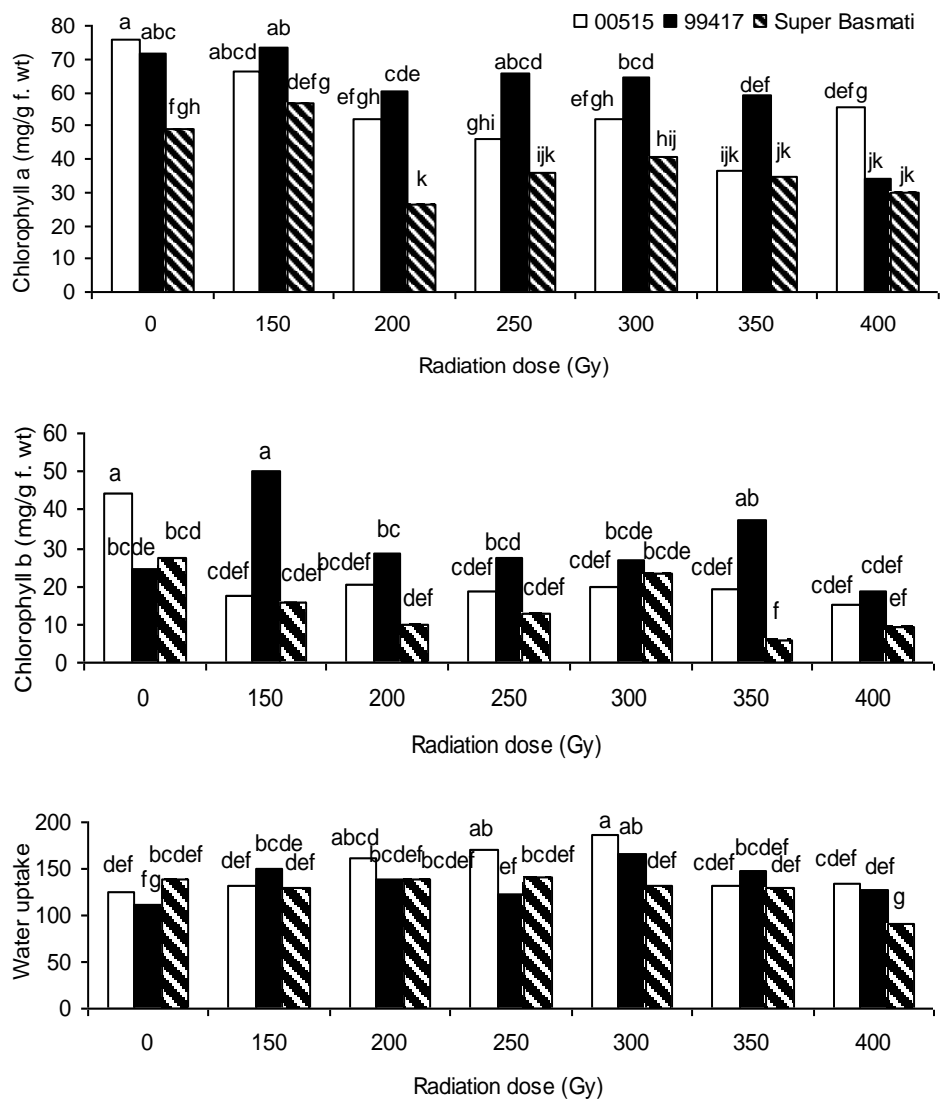 00515 99417 Super Basmati
Chlorophyll a (mg/g f. wt)
80
70
60
50
40
30
20
10
0
a abc fgh
abcd ab defg
efgh cde k
ghi abcd ijk
efgh bcd hij
ijk def jk
defg jk jk
0 150 200 250 300 350 400
Radiation dose (Gy)
Chlorophyll b (mg/g f. wt)
60
50
40
30
20
10
0
a bcde bcd
cdef a cdef
bcdef bc def
cdef bcd cdef
cdef bcde bcde
cdef ab f
cdef cdef ef
0 150 200 250 300 350 400
Radiation dose (Gy)
Water uptake
200
150
100
50
0
def fg bcdef
def bcde def
abcd bcdef bcdef
ab ef bcdef
a ab def
cdef bcdef def
cdef def g
0 150 200 250 300 350 400
Radiation dose (Gy)